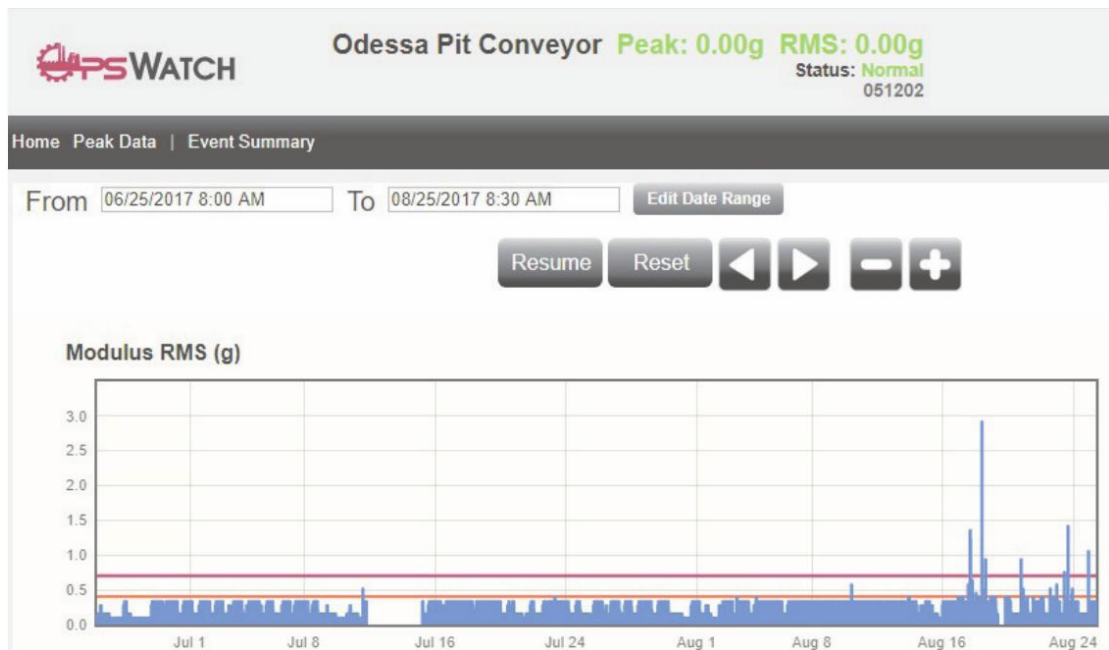 OPSWATCH
Odessa Pit Conveyor Peak: 0.00g RMS: 0.00g
Status: Normal
051202
Home Peak Data | Event Summary
From 06/25/2017 8:00 AM To 08/25/2017 8:30 AM Edit Date Range
Resume Reset
Modulus RMS (g)
3.0
2.5
2.0
1.5
1.0
0.5
0.0
Jul 1 Jul 8 Jul 16 Jul 24 Aug 1 Aug 8 Aug 16 Aug 24